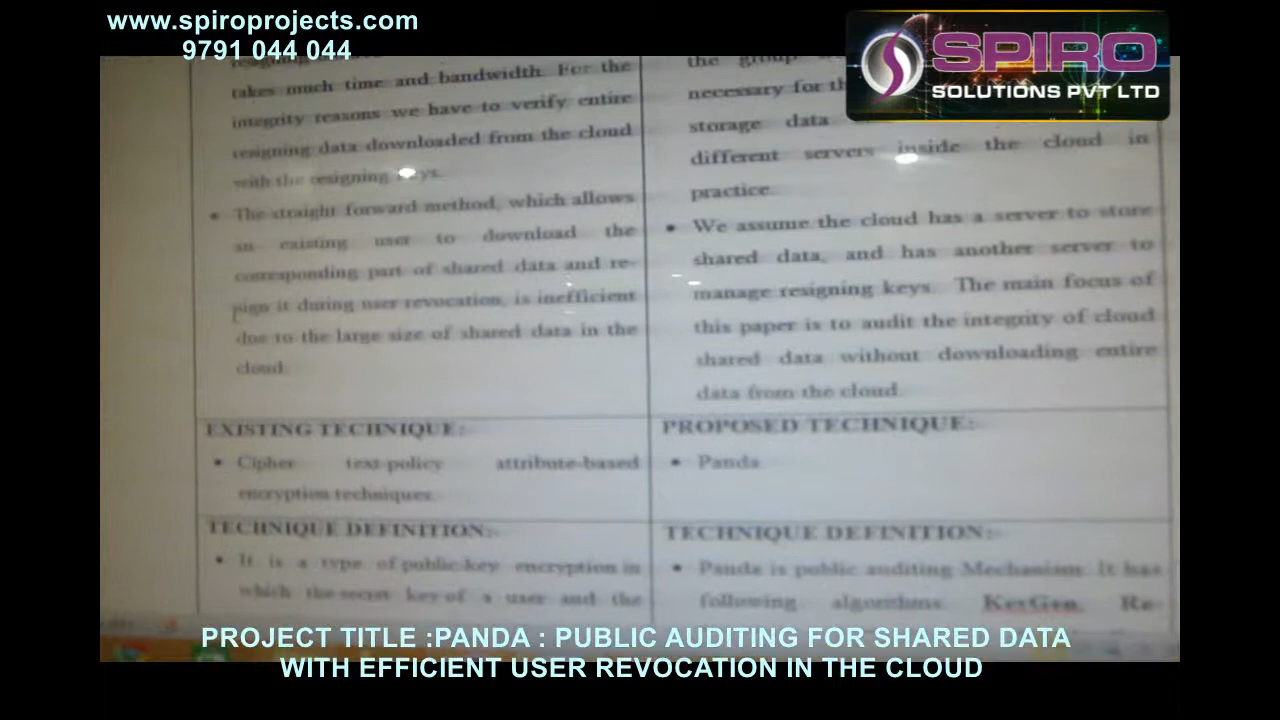 www.spiroprojects.com
9791 044 044
SPIRO
SOLUTIONS PVT LTD
takes much time and bandwidth. For the
integrity reasons we have to verify entire
resigning data downloaded from the cloud
with the resigning keys.
• The straight forward method, which allows
an existing user to download the
corresponding part of shared data and re-
sign it during user revocation, is inefficient
due to the large size of shared data in the
cloud.
the group
necessary for
storage data
different servers inside the cloud in
practice.
• We assume the cloud has a server to store
shared data, and has another server to
manage resigning keys. The main focus of
this paper is to audit the integrity of cloud
shared data without downloading entire
data from the cloud.
EXISTING TECHNIQUE:-
• Cipher text-policy attribute-based
encryption techniques.
PROPOSED TECHNIQUE:-
• Panda
TECHNIQUE DEFINITION:-
• It is a type of public-key encryption in
which the secret key of a user and the
TECHNIQUE DEFINITION:-
• Panda is public auditing Mechanism. It has
following algorithms KeyGen, Re-
PROJECT TITLE :PANDA : PUBLIC AUDITING FOR SHARED DATA
WITH EFFICIENT USER REVOCATION IN THE CLOUD